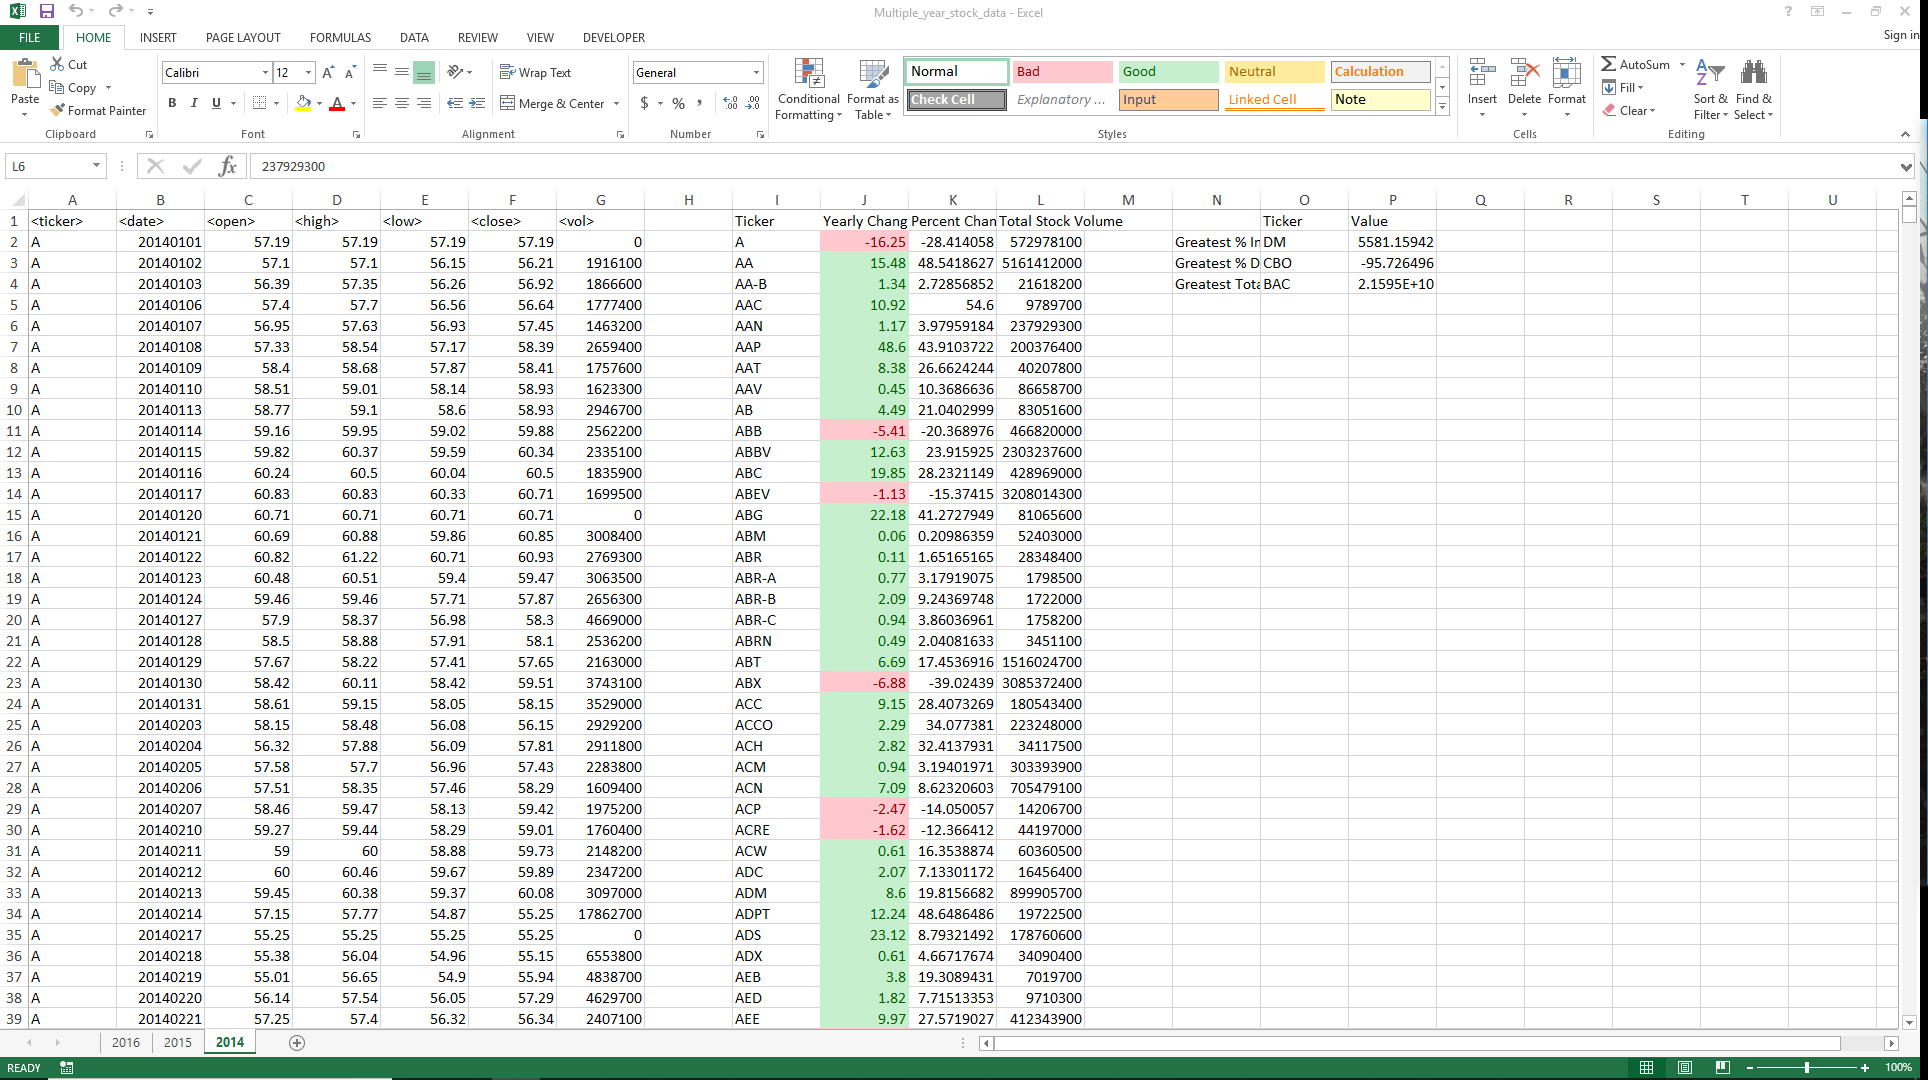 Multiple_year_stock_data - Excel
FILE HOME INSERT PAGE LAYOUT FORMULAS DATA REVIEW VIEW DEVELOPER Sign in
Paste Cut Copy Format Painter Clipboard
Calibri 12 B I U A Font
Wrap Text Merge & Center Alignment
General $ % , Number
Conditional Formatting Format as Table
Normal Bad Good Neutral Calculation
Check Cell Explanatory ... Input Linked Cell Note
Styles
Insert Delete Format Cells
AutoSum Fill Clear Sort & Filter Find & Select Editing
L6 fx 237929300
A B C D E F G H I J K L M N O P Q R S T U
1 <ticker> <date> <open> <high> <low> <close> <vol> Ticker Yearly Chang Percent Chan Total Stock Volume Ticker Value
2 A 20140101 57.19 57.19 57.19 57.19 0 A -16.25 -28.414058 572978100 Greatest % In DM 5581.15942
3 A 20140102 57.1 57.1 56.15 56.21 1916100 AA 15.48 48.5418627 5161412000 Greatest % D CBO -95.726496
4 A 20140103 56.39 57.35 56.26 56.92 1866600 AA-B 1.34 2.72856852 21618200 Greatest Tota BAC 2.1595E+10
5 A 20140106 57.4 57.7 56.56 56.64 1777400 AAC 10.92 54.6 9789700
6 A 20140107 56.95 57.63 56.93 57.45 1463200 AAN 1.17 3.97959184 237929300
7 A 20140108 57.33 58.54 57.17 58.39 2659400 AAP 48.6 43.9103722 200376400
8 A 20140109 58.4 58.68 57.87 58.41 1757600 AAT 8.38 26.6624244 40207800
9 A 20140110 58.51 59.01 58.14 58.93 1623300 AAV 0.45 10.3686636 86658700
10 A 20140113 58.77 59.1 58.6 58.93 2946700 AB 4.49 21.0402999 83051600
11 A 20140114 59.16 59.95 59.02 59.88 2562200 ABB -5.41 -20.368976 466820000
12 A 20140115 59.82 60.37 59.59 60.34 2335100 ABBV 12.63 23.915925 2303237600
13 A 20140116 60.24 60.5 60.04 60.5 1835900 ABC 19.85 28.2321149 428969000
14 A 20140117 60.83 60.83 60.33 60.71 1699500 ABEV -1.13 -15.37415 3208014300
15 A 20140120 60.71 60.71 60.71 60.71 0 ABG 22.18 41.2727949 81065600
16 A 20140121 60.69 60.88 59.86 60.85 3008400 ABM 0.06 0.20986359 52403000
17 A 20140122 60.82 61.22 60.71 60.93 2769300 ABR 0.11 1.65165165 28348400
18 A 20140123 60.48 60.51 59.4 59.47 3063500 ABR-A 0.77 3.17919075 1798500
19 A 20140124 59.46 59.46 57.71 57.87 2656300 ABR-B 2.09 9.24369748 1722000
20 A 20140127 57.9 58.37 56.98 58.3 4669000 ABR-C 0.94 3.86036961 1758200
21 A 20140128 58.5 58.88 57.91 58.1 2536200 ABRN 0.49 2.04081633 3451100
22 A 20140129 57.67 58.22 57.41 57.65 2163000 ABT 6.69 17.4536916 1516024700
23 A 20140130 58.42 60.11 58.42 59.51 3743100 ABX -6.88 -39.02439 3085372400
24 A 20140131 58.61 59.15 58.05 58.15 3529000 ACC 9.15 28.4073269 180543400
25 A 20140203 58.15 58.48 56.08 56.15 2929200 ACCO 2.29 34.077381 223248000
26 A 20140204 56.32 57.88 56.09 57.81 2911800 ACH 2.82 32.4137931 34117500
27 A 20140205 57.58 57.7 56.96 57.43 2283800 ACM 0.94 3.19401971 303393900
28 A 20140206 57.51 58.35 57.46 58.29 1609400 ACN 7.09 8.62320603 705479100
29 A 20140207 58.46 59.47 58.13 59.42 1975200 ACP -2.47 -14.050057 14206700
30 A 20140210 59.27 59.44 58.29 59.01 1760400 ACRE -1.62 -12.366412 44197000
31 A 20140211 59 60 58.88 59.73 2148200 ACW 0.61 16.3538874 60360500
32 A 20140212 60 60.46 59.67 59.89 2347200 ADC 2.07 7.13301172 16456400
33 A 20140213 59.45 60.38 59.37 60.08 3097000 ADM 8.6 19.8156682 899905700
34 A 20140214 57.15 57.77 54.87 55.25 17862700 ADPT 12.24 48.6486486 19722500
35 A 20140217 55.25 55.25 55.25 55.25 0 ADS 23.12 8.79321492 178760600
36 A 20140218 55.38 56.04 54.96 55.15 6553800 ADX 0.61 4.66717674 34090400
37 A 20140219 55.01 56.65 54.9 55.94 4838700 AEB 3.8 19.3089431 7019700
38 A 20140220 56.14 57.54 56.05 57.29 4629700 AED 1.82 7.71513353 9710300
39 A 20140221 57.25 57.4 56.32 56.34 2407100 AEE 9.97 27.5719027 412343900
2016 2015 2014
READY 100%